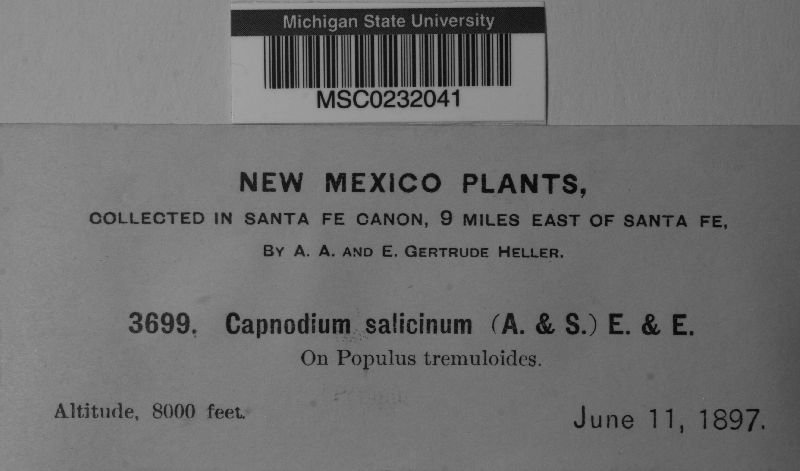 Michigan State University
MSC0232041
NEW MEXICO PLANTS,
COLLECTED IN SANTA FE CANON, 9 MILES EAST OF SANTA FE,
BY A. A. AND E. GERTRUDE HELLER.
3699. Capnodium salicinum (A. & S.) E. & E.
On Populus tremuloides.
Altitude, 8000 feet.
June 11, 1897.